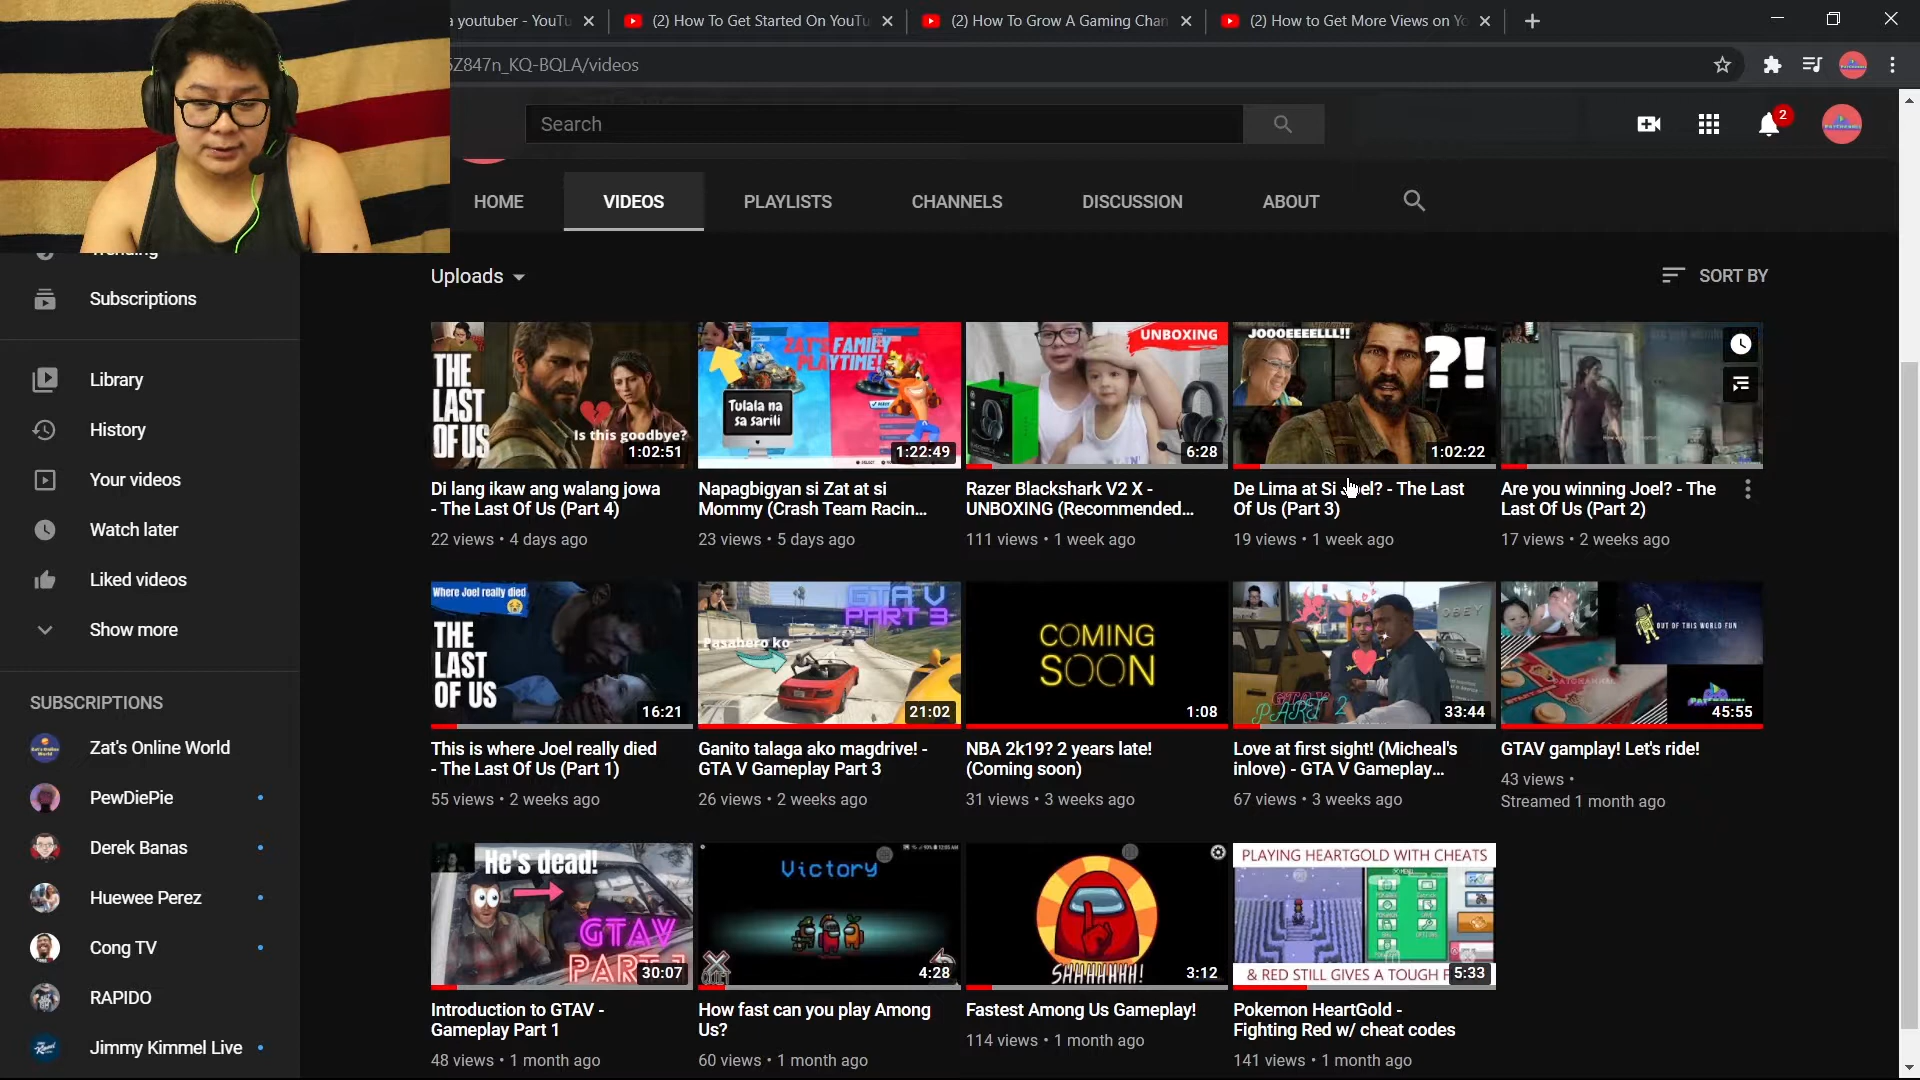 a youtuber - YouTu
(2) How To Get Started On YouTu
(2) How To Grow A Gaming Chan
(2) How to Get More Views on Yo
5Z847n_KQ-BQLA/videos
Search
2
HOME
VIDEOS
PLAYLISTS
CHANNELS
DISCUSSION
ABOUT
Trending
Subscriptions
Library
History
Your videos
Watch later
Liked videos
Show more
SUBSCRIPTIONS
Zat's Online World
PewDiePie
Derek Banas
Huewee Perez
Cong TV
RAPIDO
Jimmy Kimmel Live
Uploads
SORT BY
THE
LAST
OF US
Is this goodbye?
1:02:51
Di lang ikaw ang walang jowa
- The Last Of Us (Part 4)
22 views • 4 days ago
ZAT'S FAMILY
PLAYTIME!
Tulala na
sa sarili
1:22:49
Napagbigyan si Zat at si
Mommy (Crash Team Racin...
23 views • 5 days ago
UNBOXING
6:28
Razer Blackshark V2 X -
UNBOXING (Recommended...
111 views • 1 week ago
JOOOEEEELLL!!
?!
1:02:22
De Lima at Si Joel? - The Last
Of Us (Part 3)
19 views • 1 week ago
Are you winning Joel? - The
Last Of Us (Part 2)
17 views • 2 weeks ago
Where Joel really died
THE
LAST
OF US
16:21
This is where Joel really died
- The Last Of Us (Part 1)
55 views • 2 weeks ago
GTA V
PART 3
Pasahero ko
21:02
Ganito talaga ako magdrive! -
GTA V Gameplay Part 3
26 views • 2 weeks ago
COMING
SOON
1:08
NBA 2k19? 2 years late!
(Coming soon)
31 views • 3 weeks ago
OBEY
GTAV
PART 2
33:44
Love at first sight! (Micheal's
inlove) - GTA V Gameplay...
67 views • 3 weeks ago
OUT OF THIS WORLD FUN
45:55
GTAV gamplay! Let's ride!
43 views •
Streamed 1 month ago
He's dead!
GTAV
PART 1
30:07
Introduction to GTAV -
Gameplay Part 1
48 views • 1 month ago
Victory
4:28
How fast can you play Among
Us?
60 views • 1 month ago
SHHHHHHH!
3:12
Fastest Among Us Gameplay!
114 views • 1 month ago
PLAYING HEARTGOLD WITH CHEATS
& RED STILL GIVES A TOUGH F
5:33
Pokemon HeartGold -
Fighting Red w/ cheat codes
141 views • 1 month ago